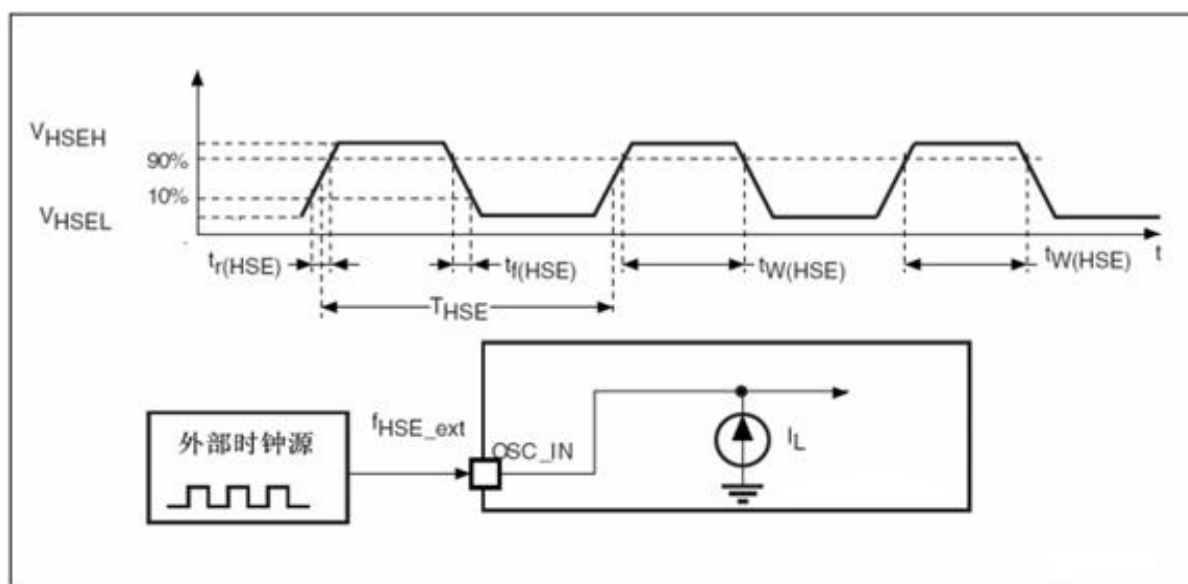 VHSEH
90%
10%
VHSEL
tr(HSE)
tf(HSE)
tW(HSE)
tW(HSE)
t
THSE
外部时钟源
fHSE_ext
OSC_IN
IL